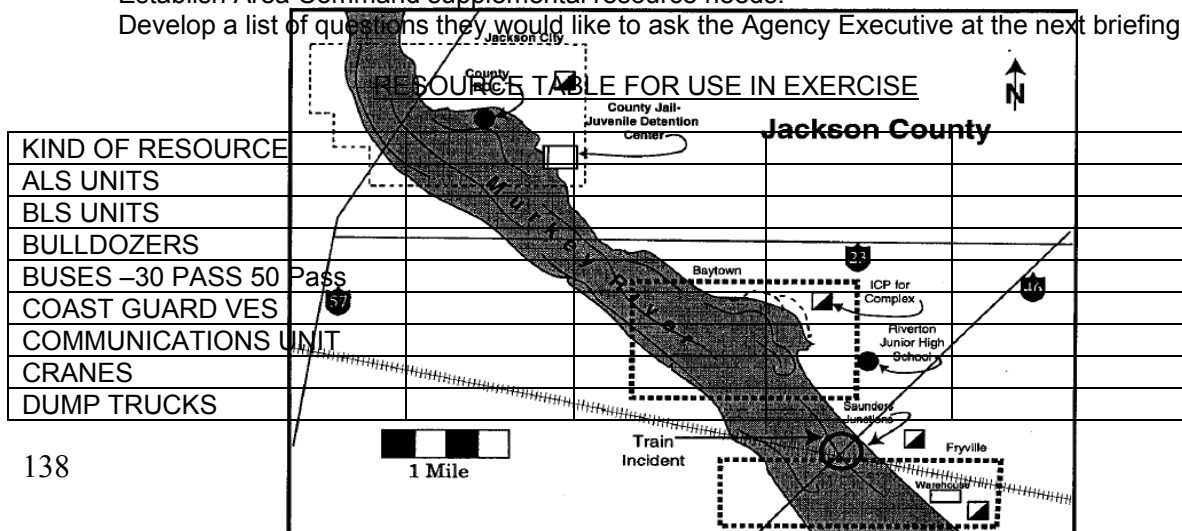 Establish Area Command supplemental resource needs.
Develop a list of questions they would like to ask the Agency Executive at the next briefing
Jackson City
RESOURCE TABLE FOR USE IN EXERCISE
County
EOC
N
County Jail-
Juvenile Detention
Center
Jackson County
KIND OF RESOURCE
ALS UNITS
BLS UNITS
BULLDOZERS
BUSES –30 PASS 50 Pass
COAST GUARD VES
COMMUNICATIONS UNIT
CRANES
DUMP TRUCKS
Murkey River
23
57
16
Baytown
ICP for
Complex
Riverton
Junior High
School
Saunders
Junctions
Train
Incident
Fryville
Warehouse
1 Mile
138